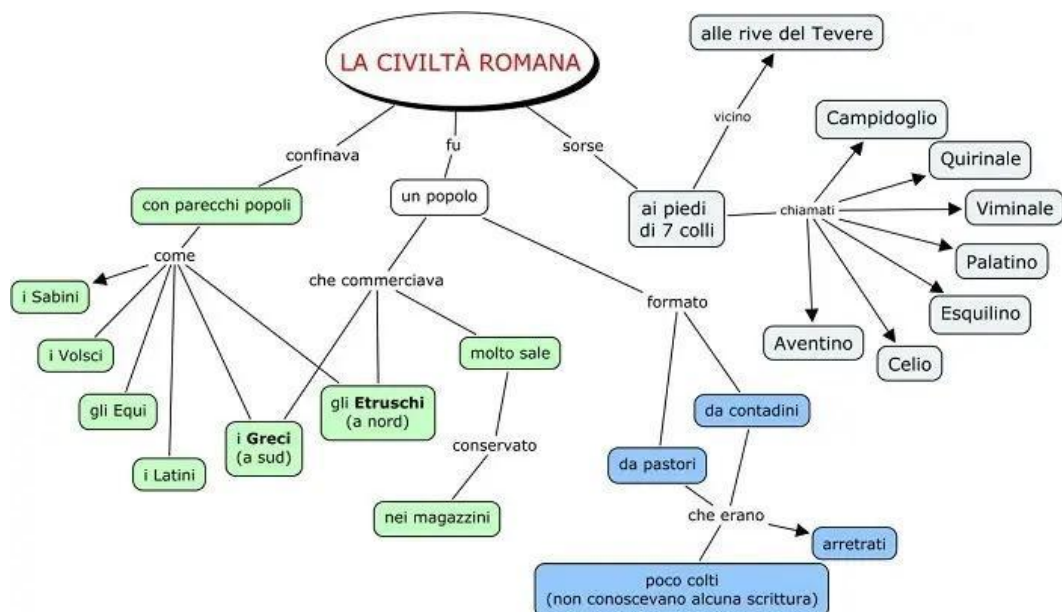 LA CIVILTÀ ROMANA
confinava
con parecchi popoli
come
i Sabini
i Volsci
gli Equi
i Latini
i Greci
(a sud)
gli Etruschi
(a nord)
fu
un popolo
che commerciava
molto sale
conservato
nei magazzini
formato
da contadini
da pastori
che erano
arretrati
poco colti
(non conoscevano alcuna scrittura)
sorse
ai piedi
di 7 colli
vicino
alle rive del Tevere
chiamati
Campidoglio
Quirinale
Viminale
Palatino
Esquilino
Celio
Aventino